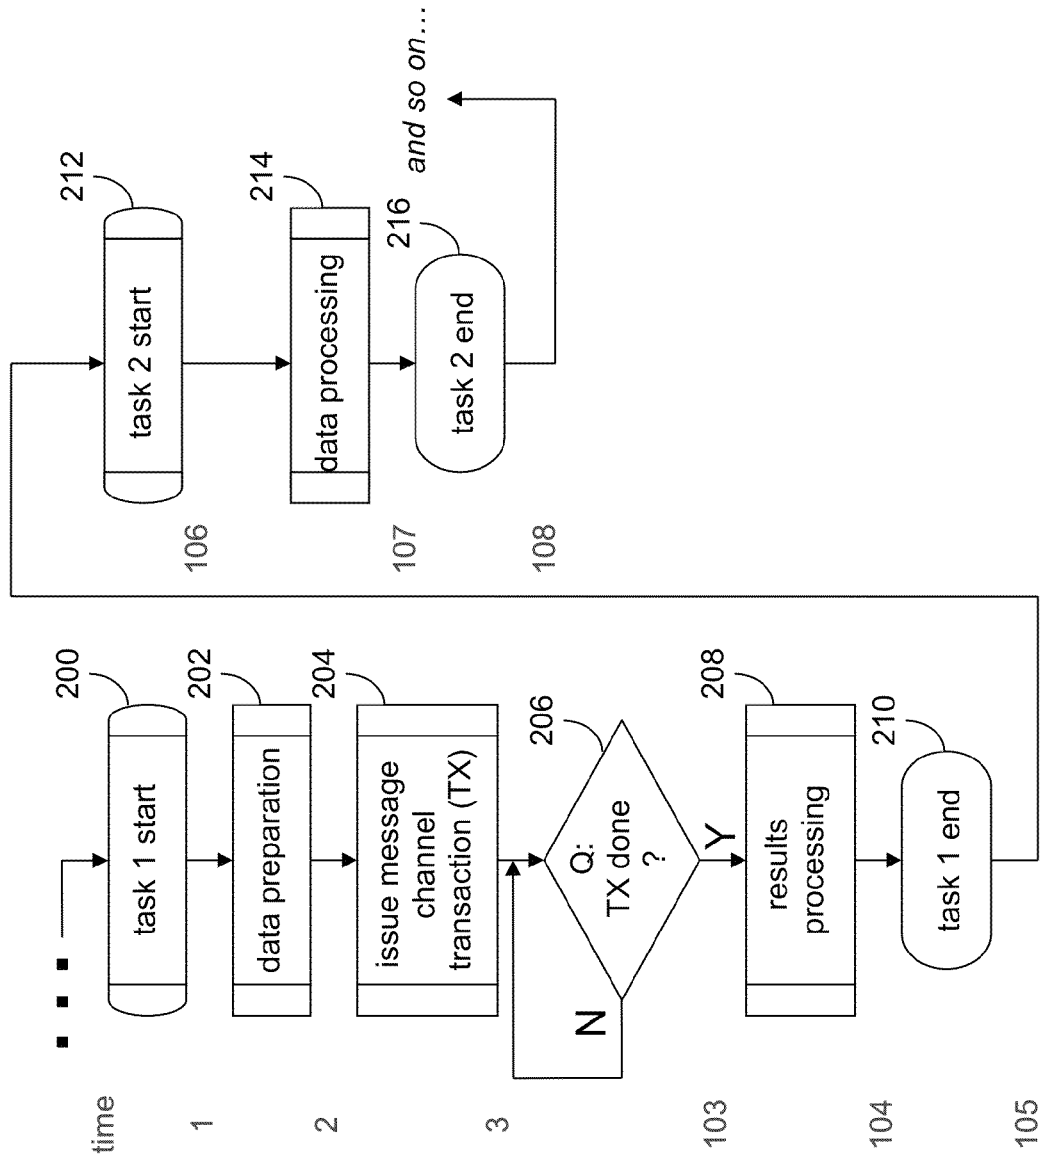 time
200
task 1 start
1
202
data preparation
2
204
issue message
channel
transaction (TX)
3
206
Q:
TX done
?
N
Y
103
208
results
processing
104
210
task 1 end
105
212
task 2 start
106
214
data processing
107
216
task 2 end
108
and so on...